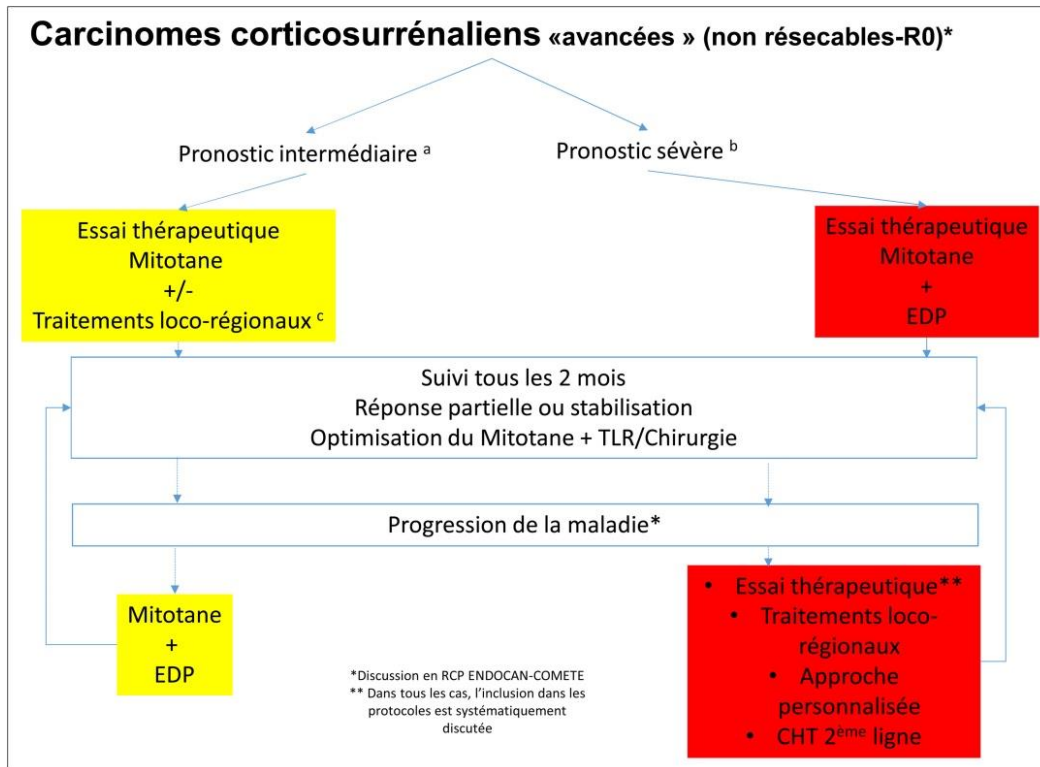 Carcinomes corticosurrénaliens «avancées » (non résecables-R0)*
Pronostic intermédiaire a
Pronostic sévère b
Essai thérapeutique
Mitotane
+/-
Traitements loco-régionaux c
Essai thérapeutique
Mitotane
+
EDP
Suivi tous les 2 mois
Réponse partielle ou stabilisation
Optimisation du Mitotane + TLR/Chirurgie
Progression de la maladie*
Mitotane
+
EDP
• Essai thérapeutique**
• Traitements loco-
régionaux
• Approche
personnalisée
• CHT 2ème ligne
*Discussion en RCP ENDOCAN-COMETE
** Dans tous les cas, l’inclusion dans les
protocoles est systématiquement
discutée